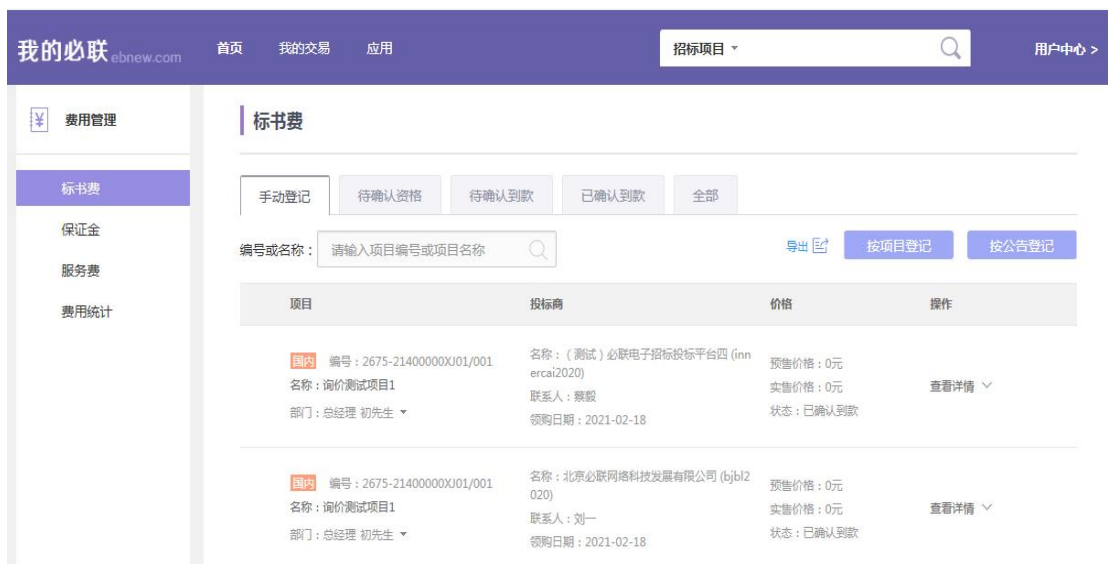 我的必联 ebnew.com 首页 我的交易 应用 招标项目 用户中心 >
费用管理
标书费
保证金
服务费
费用统计
标书费
手动登记 待确认资格 待确认到款 已确认到款 全部
编号或名称： 请输入项目编号或项目名称 导出 按项目登记 按公告登记
项目 投标商 价格 操作
国内 编号：2675-21400000XJ01/001
名称：询价测试项目1
部门：总经理 初先生
名称：（测试）必联电子招标投标平台四 (inn
ercai2020)
联系人：蔡毅
领购日期：2021-02-18
预售价格：0元
实售价格：0元
状态：已确认到款
查看详情
国内 编号：2675-21400000XJ01/001
名称：询价测试项目1
部门：总经理 初先生
名称：北京必联网络科技发展有限公司 (bjbl2
020)
联系人：刘一
领购日期：2021-02-18
预售价格：0元
实售价格：0元
状态：已确认到款
查看详情